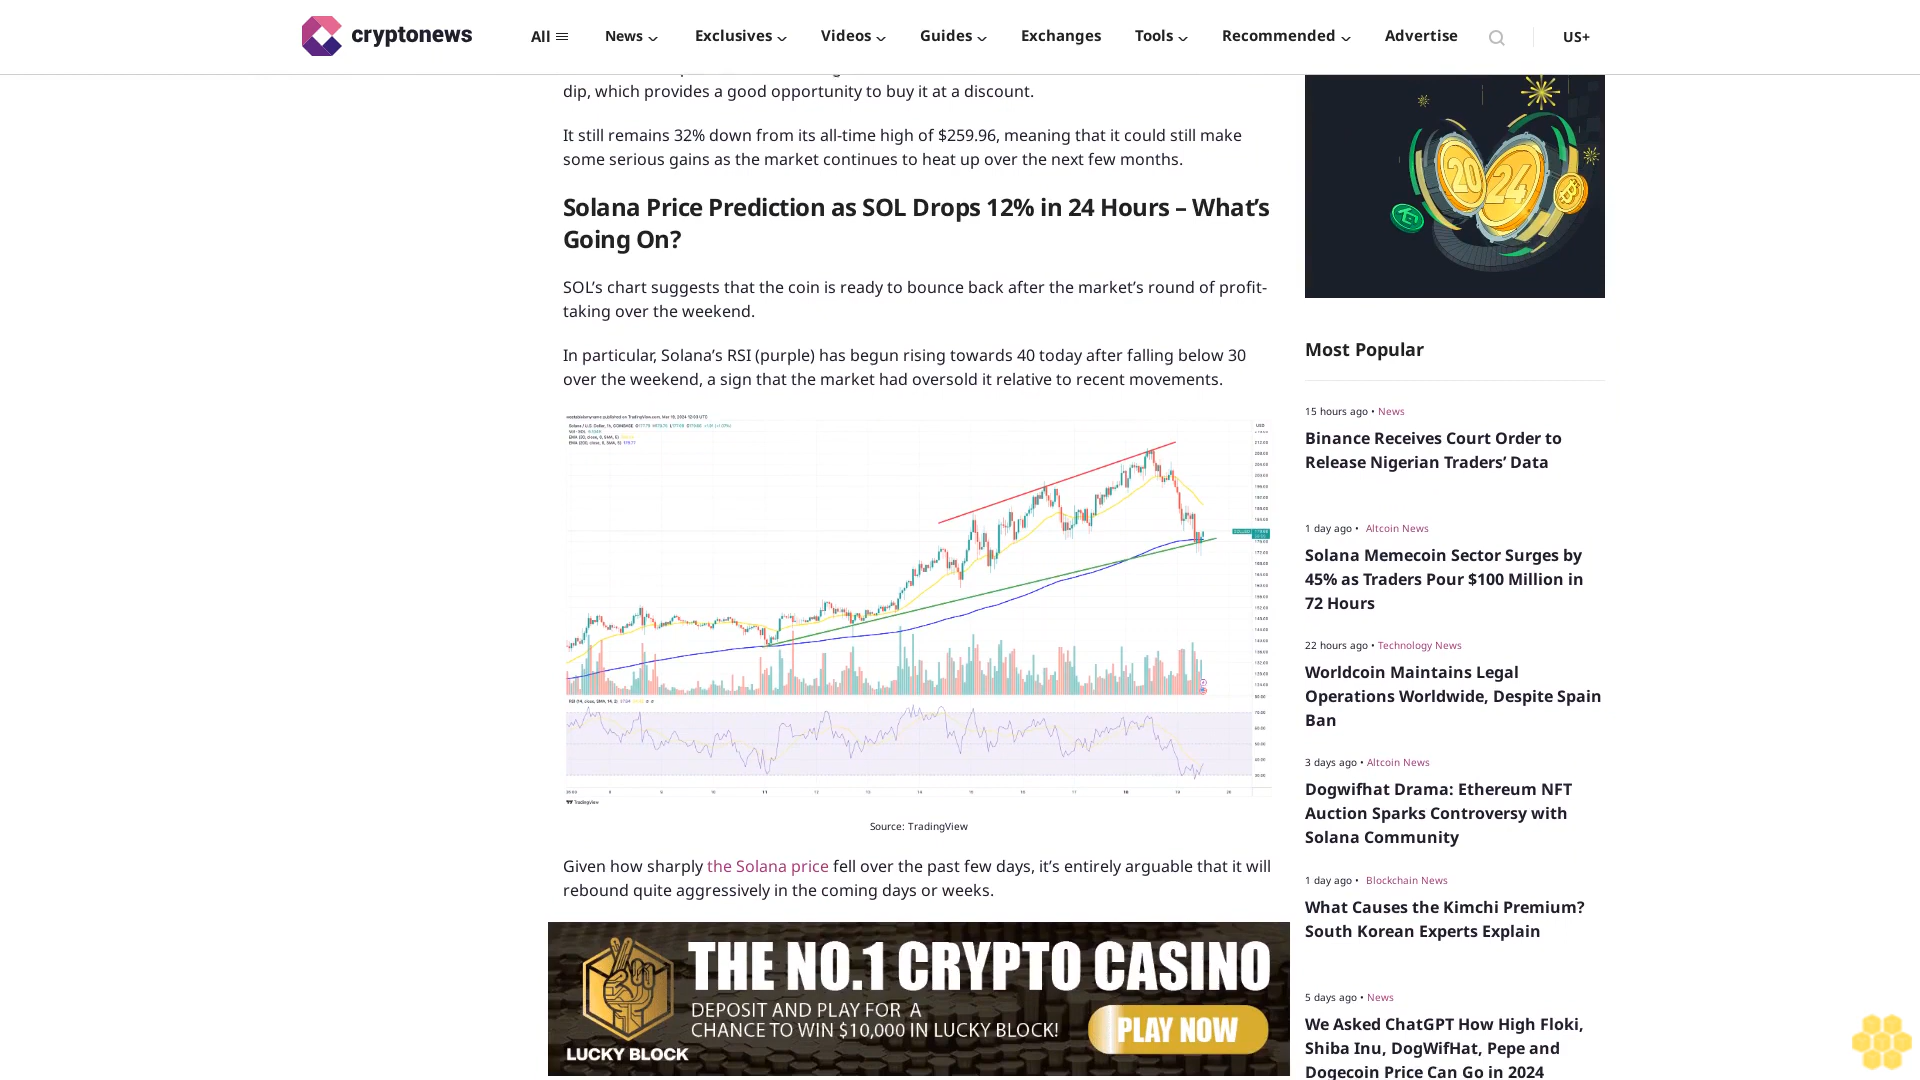 cryptonews
All
News
Exclusives
Videos
Guides
Exchanges
Tools
Recommended
Advertise
US+
dip, which provides a good opportunity to buy it at a discount.
It still remains 32% down from its all-time high of $259.96, meaning that it could still make
some serious gains as the market continues to heat up over the next few months.
Solana Price Prediction as SOL Drops 12% in 24 Hours – What’s
Going On?
SOL’s chart suggests that the coin is ready to bounce back after the market’s round of profit-
taking over the weekend.
In particular, Solana’s RSI (purple) has begun rising towards 40 today after falling below 30
over the weekend, a sign that the market had oversold it relative to recent movements.
TradingView
Source: TradingView
Given how sharply the Solana price fell over the past few days, it’s entirely arguable that it will
rebound quite aggressively in the coming days or weeks.
THE NO.1 CRYPTO CASINO
DEPOSIT AND PLAY FOR A
CHANCE TO WIN $10,000 IN LUCKY BLOCK!
PLAY NOW
LUCKY BLOCK
20
24
Most Popular
15 hours ago • News
Binance Receives Court Order to
Release Nigerian Traders’ Data
1 day ago • Altcoin News
Solana Memecoin Sector Surges by
45% as Traders Pour $100 Million in
72 Hours
22 hours ago • Technology News
Worldcoin Maintains Legal
Operations Worldwide, Despite Spain
Ban
3 days ago • Altcoin News
Dogwifhat Drama: Ethereum NFT
Auction Sparks Controversy with
Solana Community
1 day ago • Blockchain News
What Causes the Kimchi Premium?
South Korean Experts Explain
5 days ago • News
We Asked ChatGPT How High Floki,
Shiba Inu, DogWifHat, Pepe and
Dogecoin Price Can Go in 2024